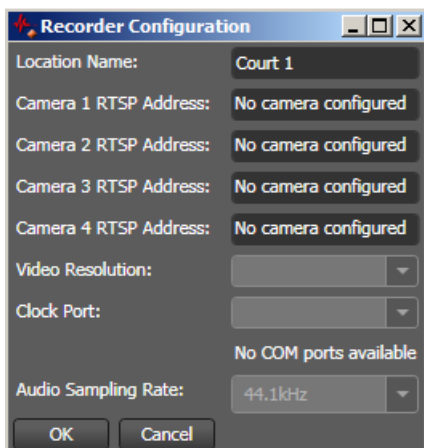 Recorder Configuration
Location Name: Court 1
Camera 1 RTSP Address: No camera configured
Camera 2 RTSP Address: No camera configured
Camera 3 RTSP Address: No camera configured
Camera 4 RTSP Address: No camera configured
Video Resolution:
Clock Port:
No COM ports available
Audio Sampling Rate: 44.1kHz
OK Cancel